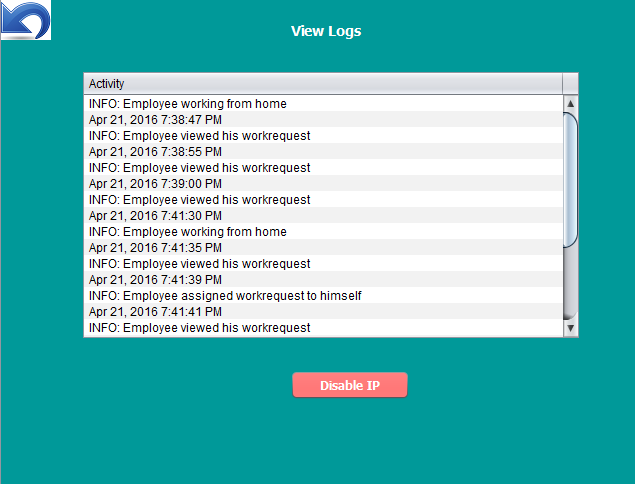 View Logs
Activity
INFO: Employee working from home
Apr 21, 2016 7:38:47 PM
INFO: Employee viewed his workrequest
Apr 21, 2016 7:38:55 PM
INFO: Employee viewed his workrequest
Apr 21, 2016 7:39:00 PM
INFO: Employee viewed his workrequest
Apr 21, 2016 7:41:30 PM
INFO: Employee working from home
Apr 21, 2016 7:41:35 PM
INFO: Employee viewed his workrequest
Apr 21, 2016 7:41:39 PM
INFO: Employee assigned workrequest to himself
Apr 21, 2016 7:41:41 PM
INFO: Employee viewed his workrequest
Disable IP